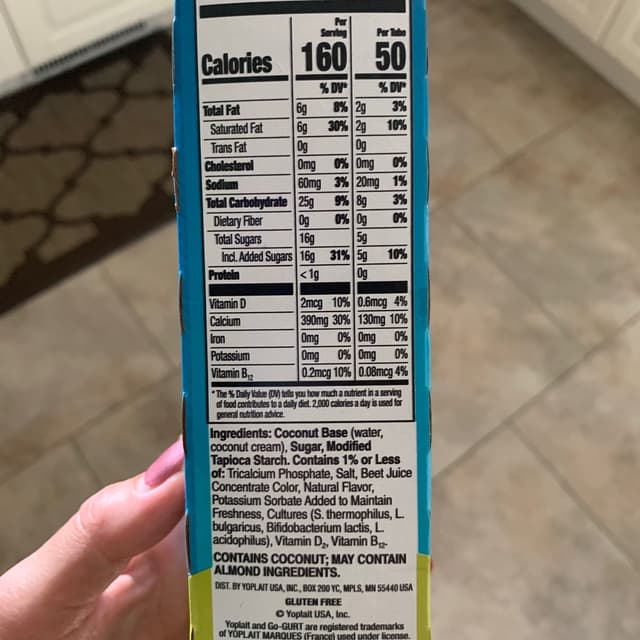 Per Serving Per Tube
Calories 160 50
% DV* % DV*
Total Fat 6g 8% 2g 3%
Saturated Fat 6g 30% 2g 10%
Trans Fat 0g 0g
Cholesterol 0mg 0% 0mg 0%
Sodium 60mg 3% 20mg 1%
Total Carbohydrate 25g 9% 8g 3%
Dietary Fiber 0g 0% 0g 0%
Total Sugars 16g 5g
Incl. Added Sugars 16g 31% 5g 10%
Protein <1g 0g
Vitamin D 2mcg 10% 0.6mcg 4%
Calcium 390mg 30% 130mg 10%
Iron 0mg 0% 0mg 0%
Potassium 0mg 0% 0mg 0%
Vitamin B12 0.2mcg 10% 0.08mcg 4%
*The % Daily Value (DV) tells you how much a nutrient in a serving
of food contributes to a daily diet. 2,000 calories a day is used for
general nutrition advice.
Ingredients: Coconut Base (water,
coconut cream), Sugar, Modified
Tapioca Starch. Contains 1% or Less
of: Tricalcium Phosphate, Salt, Beet Juice
Concentrate Color, Natural Flavor,
Potassium Sorbate Added to Maintain
Freshness, Cultures (S. thermophilus, L.
bulgaricus, Bifidobacterium lactis, L.
acidophilus), Vitamin D2, Vitamin B12.
CONTAINS COCONUT; MAY CONTAIN
ALMOND INGREDIENTS.
DIST. BY YOPLAIT USA, INC., BOX 200 YC, MPLS, MN 55440 USA
GLUTEN FREE
© Yoplait USA, Inc.
Yoplait and Go-GURT are registered trademarks
of YOPLAIT MARQUES (France) used under license.